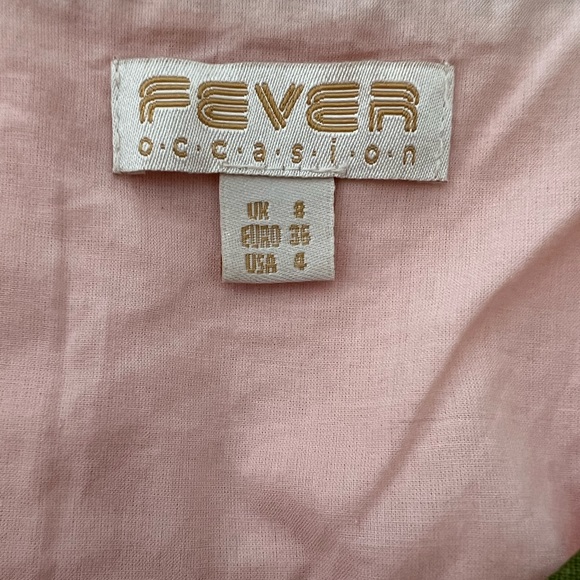 FEVER
o·c·c·a·s·i·o·n
UK 8
EURO 36
USA 4